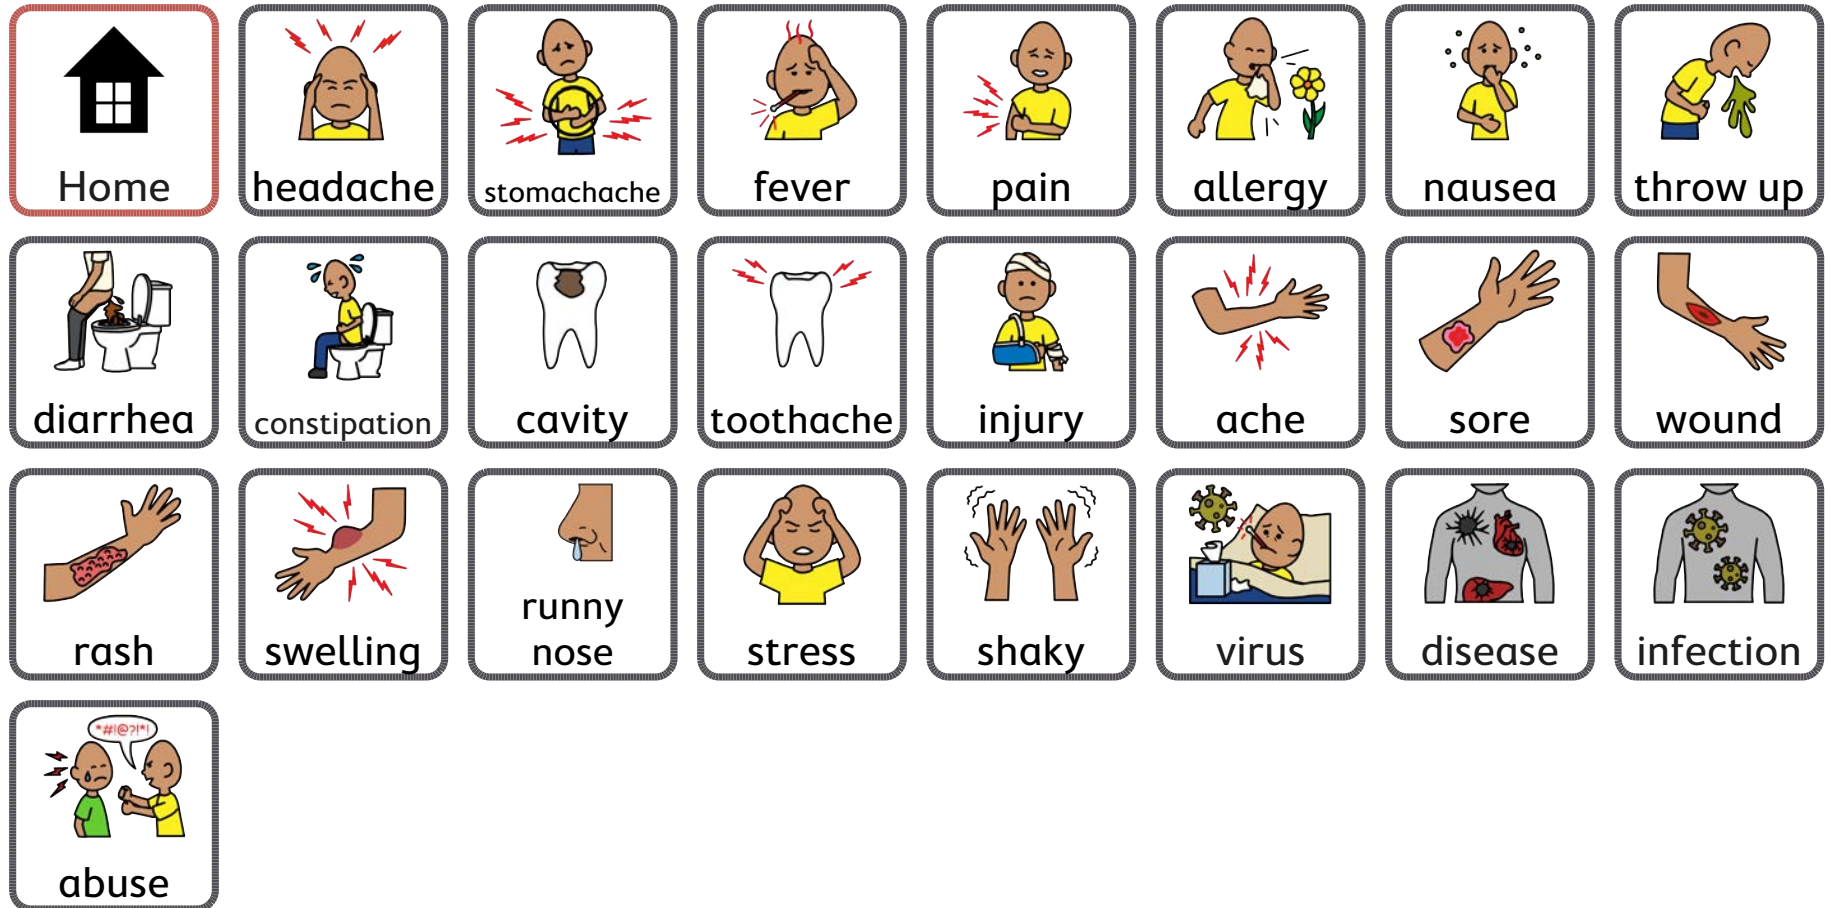 Home
headache
stomachache
fever
pain
allergy
nausea
throw up
diarrhea
constipation
cavity
toothache
injury
ache
sore
wound
rash
swelling
runny
nose
stress
shaky
virus
disease
infection
*#!@?!*!
abuse